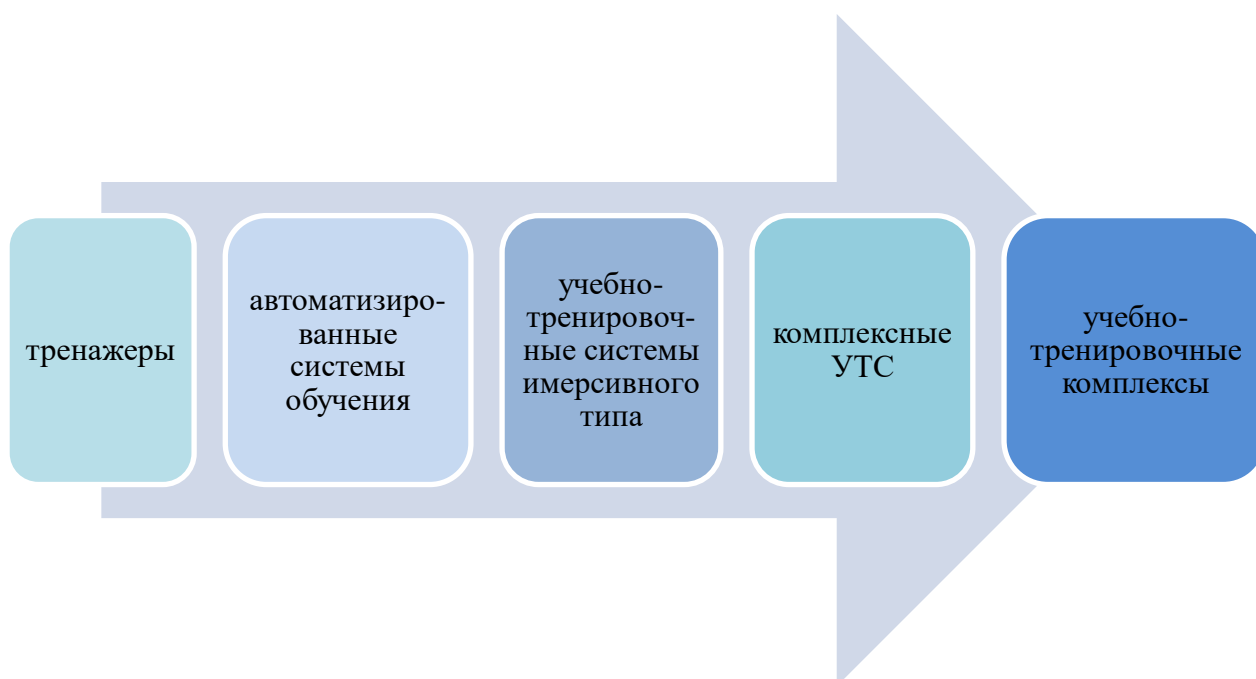 тренажеры
автоматизиро-
ванные
системы
обучения
учебно-
тренировоч-
ные системы
имерсивного
типа
комплексные
УТС
учебно-
тренировочные
комплексы